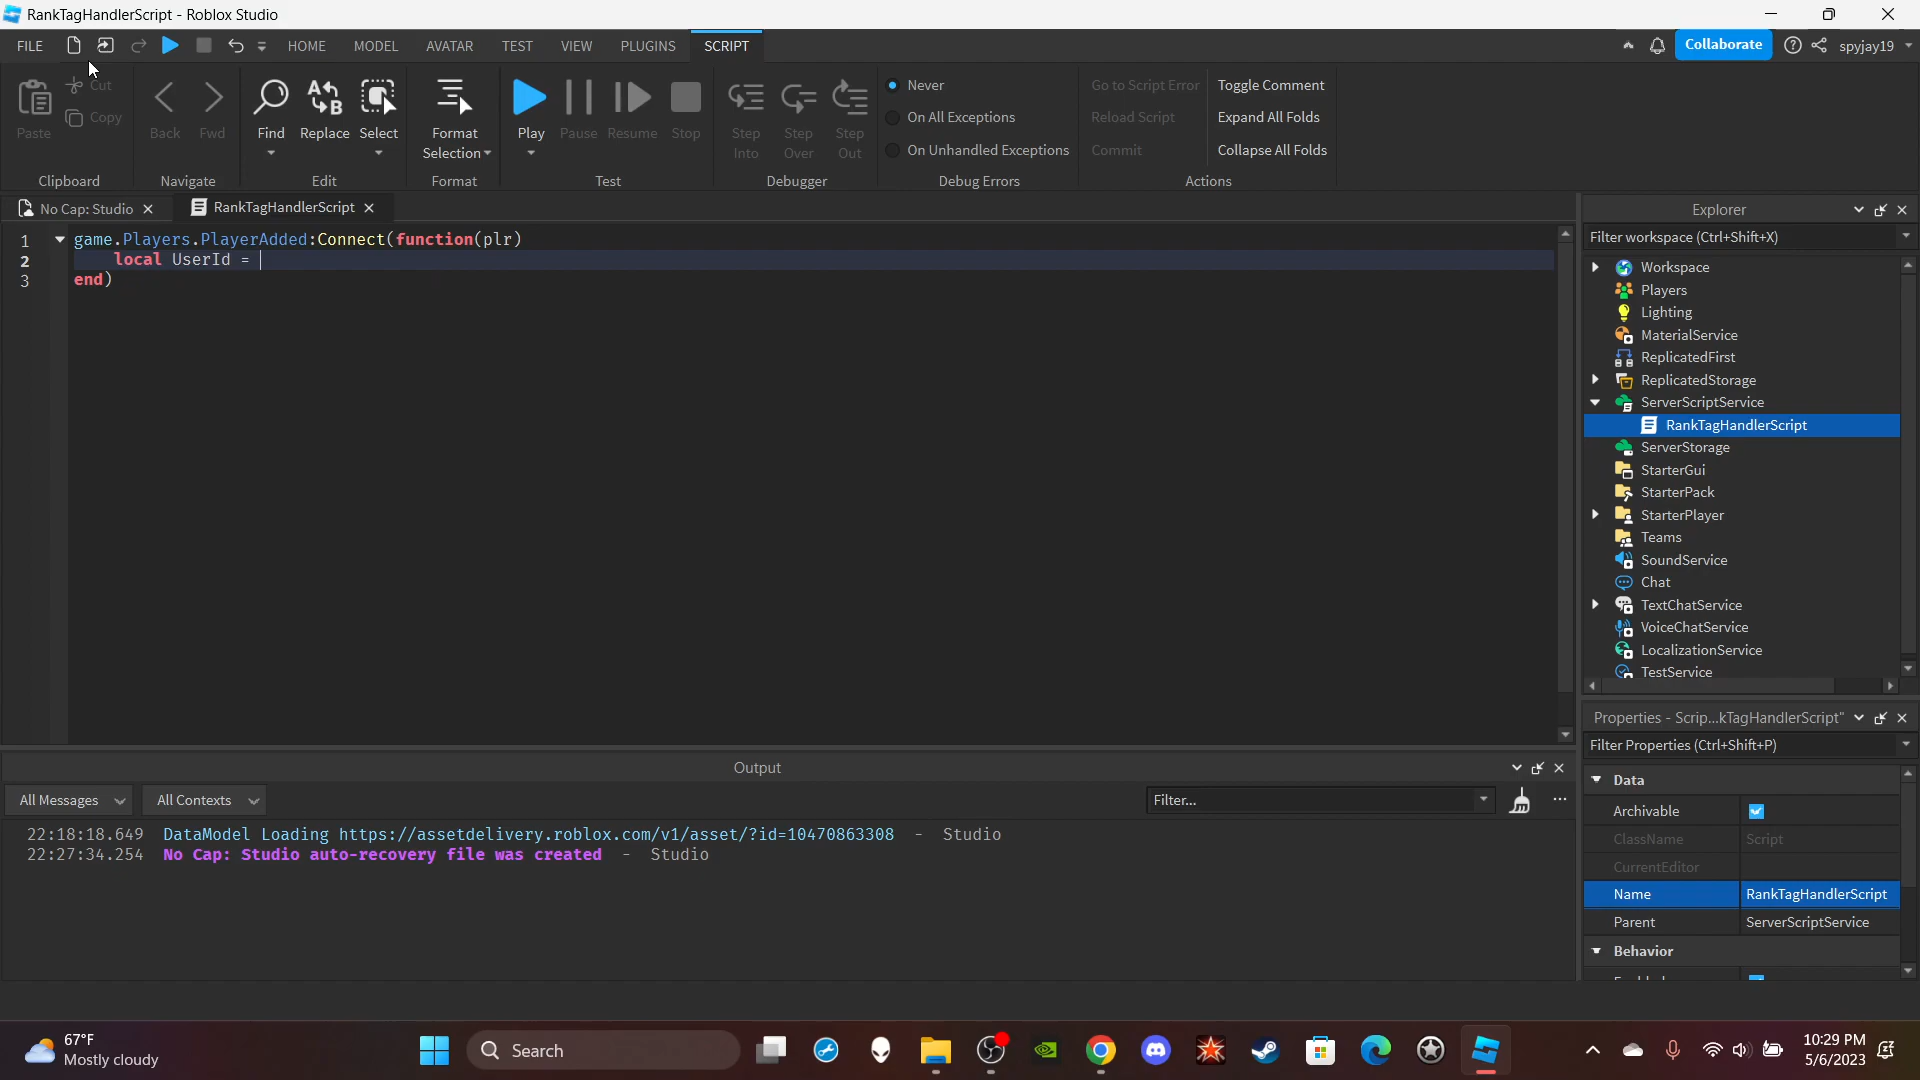 RankTagHandlerScript - Roblox Studio
FILE
HOME
MODEL
AVATAR
TEST
VIEW
PLUGINS
SCRIPT
Collaborate
spyjay19
Paste
Cut
Copy
Clipboard
Back
Fwd
Navigate
Find
Replace
Select
Edit
Format
Selection
Format
Play
Pause
Resume
Stop
Test
Step
Into
Step
Over
Step
Out
Debugger
Never
On All Exceptions
On Unhandled Exceptions
Debug Errors
Go to Script Error
Reload Script
Commit
Toggle Comment
Expand All Folds
Collapse All Folds
Actions
No Cap: Studio
RankTagHandlerScript
1 game.Players.PlayerAdded:Connect(function(plr)
2 local UserId =
3 end)
Explorer
Filter workspace (Ctrl+Shift+X)
Workspace
Players
Lighting
MaterialService
ReplicatedFirst
ReplicatedStorage
ServerScriptService
RankTagHandlerScript
ServerStorage
StarterGui
StarterPack
StarterPlayer
Teams
SoundService
Chat
TextChatService
VoiceChatService
LocalizationService
TestService
Properties - Scrip...kTagHandlerScript"
Filter Properties (Ctrl+Shift+P)
Data
Archivable
ClassName Script
CurrentEditor
Name RankTagHandlerScript
Parent ServerScriptService
Behavior
Output
All Messages
All Contexts
Filter...
22:18:18.649 DataModel Loading https://assetdelivery.roblox.com/v1/asset/?id=10470863308 - Studio
22:27:34.254 No Cap: Studio auto-recovery file was created - Studio
67°F
Mostly cloudy
Search
10:29 PM
5/6/2023